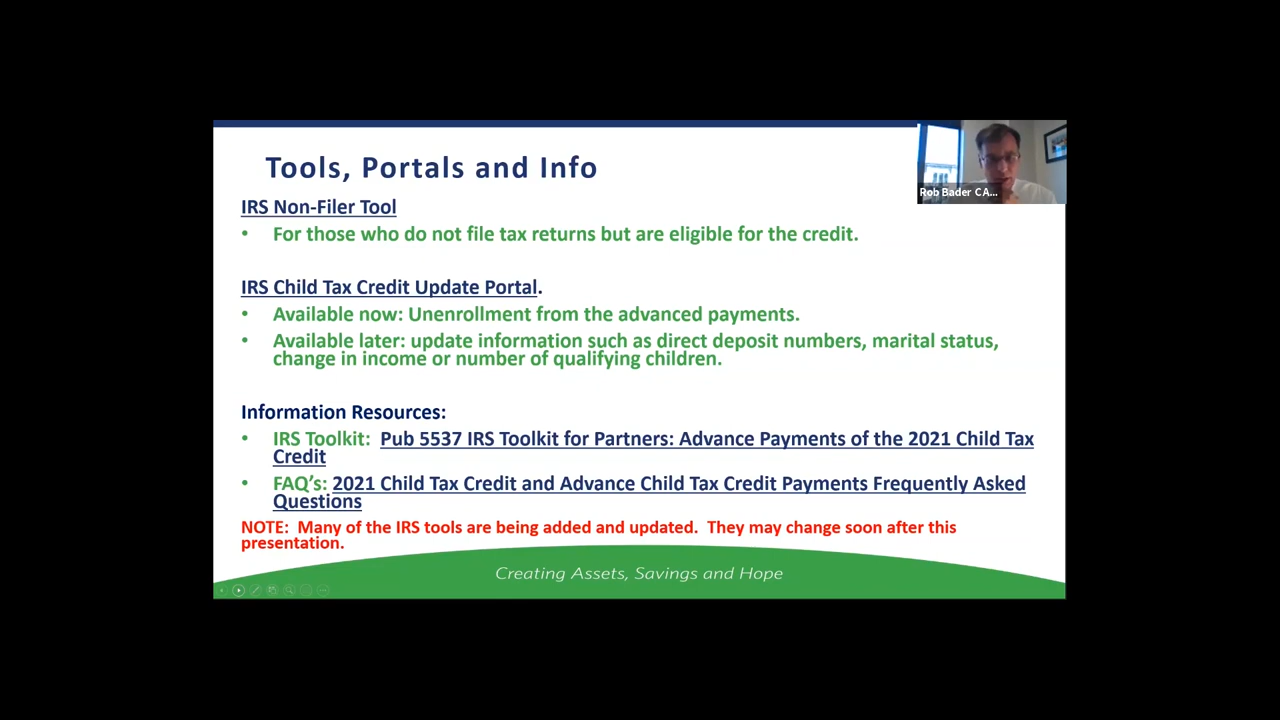 Tools, Portals and Info
Rob Bader CA...
IRS Non-Filer Tool
• For those who do not file tax returns but are eligible for the credit.
IRS Child Tax Credit Update Portal.
• Available now: Unenrollment from the advanced payments.
• Available later: update information such as direct deposit numbers, marital status,
change in income or number of qualifying children.
Information Resources:
• IRS Toolkit: Pub 5537 IRS Toolkit for Partners: Advance Payments of the 2021 Child Tax
Credit
• FAQ's: 2021 Child Tax Credit and Advance Child Tax Credit Payments Frequently Asked
Questions
NOTE: Many of the IRS tools are being added and updated. They may change soon after this
presentation.
Creating Assets, Savings and Hope